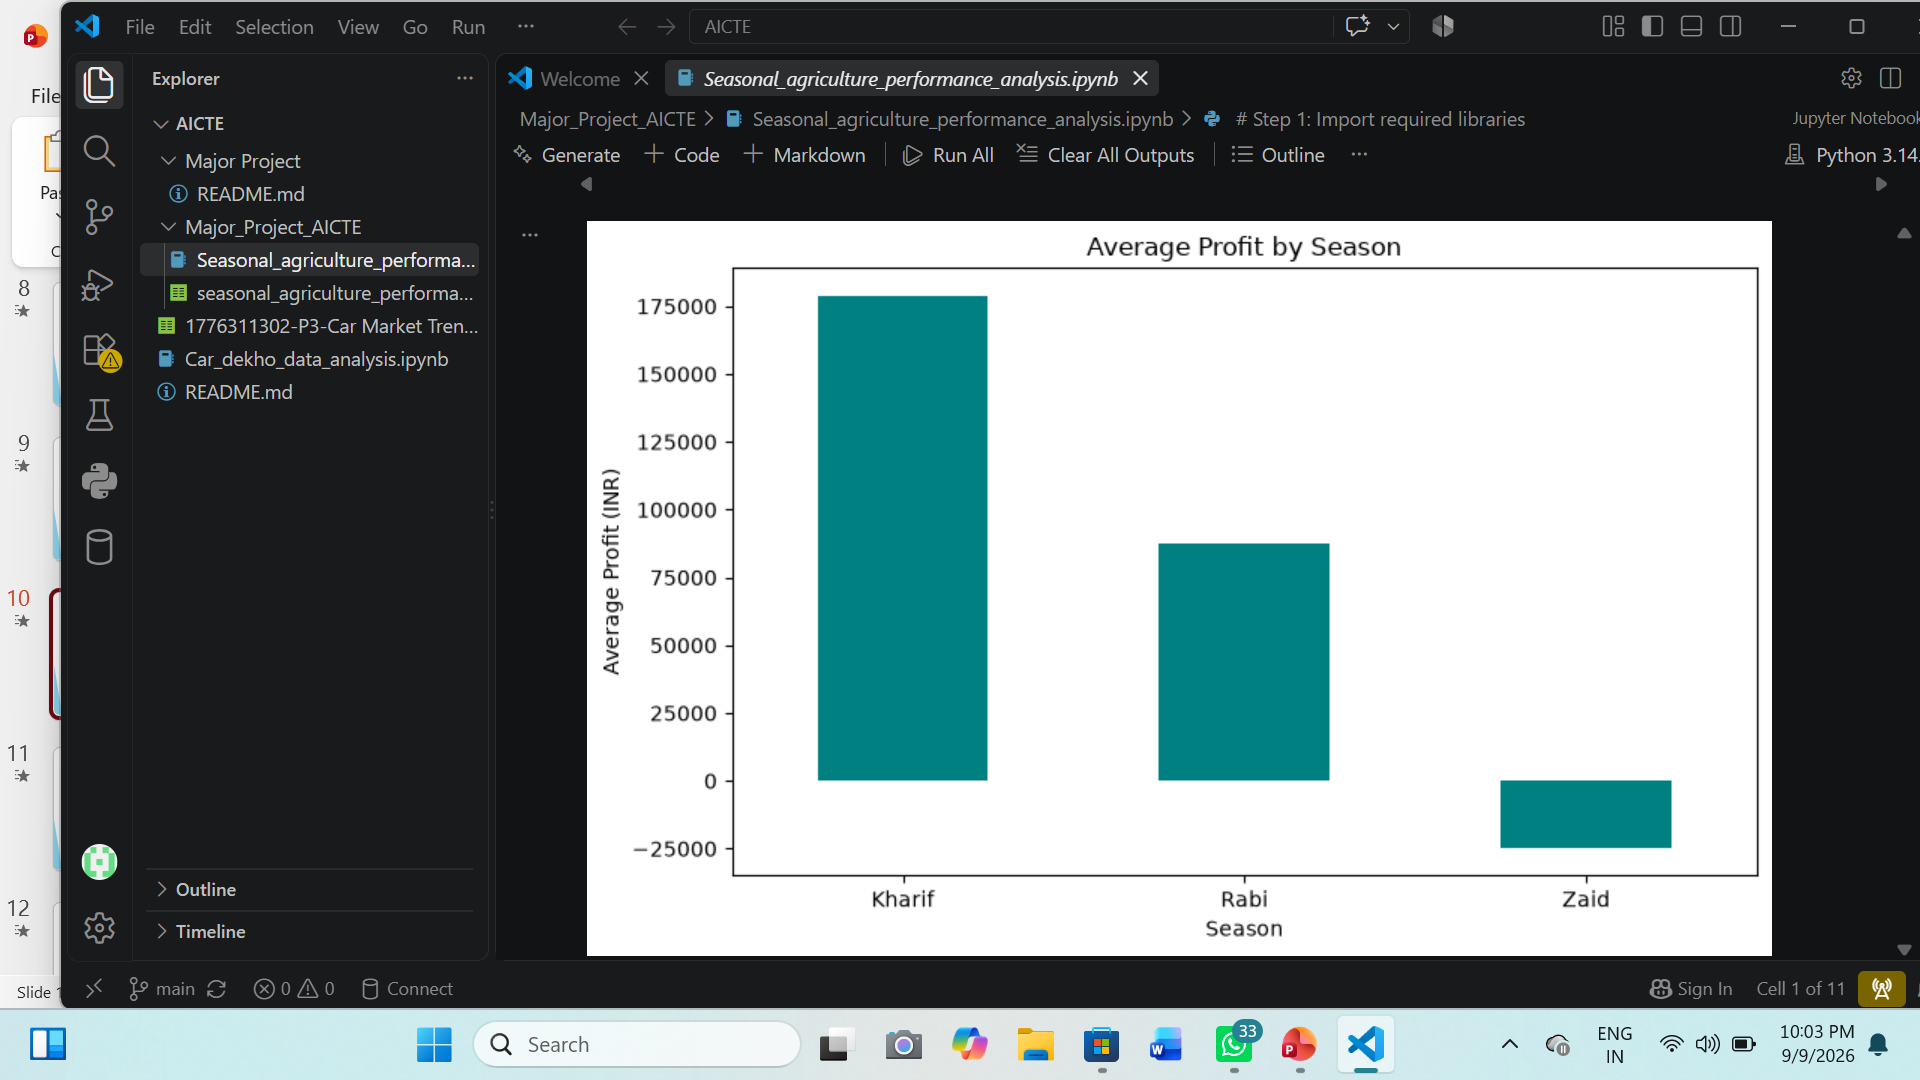 File Edit Selection View Go Run
AICTE
File
Explorer
Welcome
Seasonal_agriculture_performance_analysis.ipynb
Major_Project_AICTE > Seasonal_agriculture_performance_analysis.ipynb > # Step 1: Import required libraries
Jupyter Notebook
Generate + Code + Markdown Run All Clear All Outputs Outline ...
Python 3.14.
AICTE
Major Project
README.md
Major_Project_AICTE
Seasonal_agriculture_performa...
seasonal_agriculture_performa...
1776311302-P3-Car Market Tren...
Car_dekho_data_analysis.ipynb
README.md
Outline
Timeline
8
9
10
11
12
Average Profit by Season
175000
150000
125000
100000
75000
50000
25000
0
−25000
Average Profit (INR)
Kharif
Rabi
Zaid
Season
Slide
main
0
0
Connect
Sign In
Cell 1 of 11
Search
33
ENG
IN
10:03 PM
9/9/2026